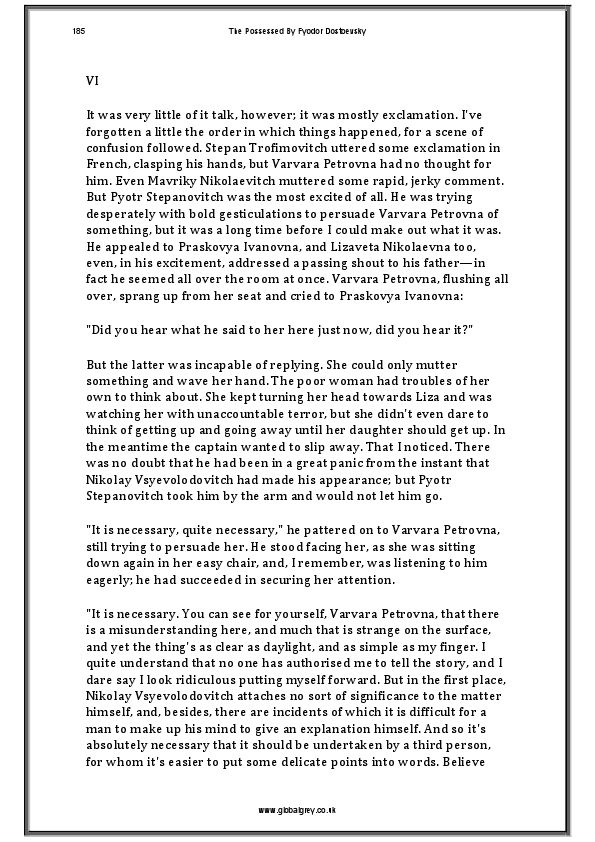 185
The Possessed By Fyodor Dostoevsky
VI
It was very little of it talk, however; it was mostly exclamation. I've
forgotten a little the order in which things happened, for a scene of
confusion followed. Stepan Trofimovitch uttered some exclamation in
French, clasping his hands, but Varvara Petrovna had no thought for
him. Even Mavriky Nikolaevitch muttered some rapid, jerky comment.
But Pyotr Stepanovitch was the most excited of all. He was trying
desperately with bold gesticulations to persuade Varvara Petrovna of
something, but it was a long time before I could make out what it was.
He appealed to Praskovya Ivanovna, and Lizaveta Nikolaevna too,
even, in his excitement, addressed a passing shout to his father—in
fact he seemed all over the room at once. Varvara Petrovna, flushing all
over, sprang up from her seat and cried to Praskovya Ivanovna:
"Did you hear what he said to her here just now, did you hear it?"
But the latter was incapable of replying. She could only mutter
something and wave her hand. The poor woman had troubles of her
own to think about. She kept turning her head towards Liza and was
watching her with unaccountable terror, but she didn't even dare to
think of getting up and going away until her daughter should get up. In
the meantime the captain wanted to slip away. That I noticed. There
was no doubt that he had been in a great panic from the instant that
Nikolay Vsyevolodovitch had made his appearance; but Pyotr
Stepanovitch took him by the arm and would not let him go.
"It is necessary, quite necessary," he pattered on to Varvara Petrovna,
still trying to persuade her. He stood facing her, as she was sitting
down again in her easy chair, and, I remember, was listening to him
eagerly; he had succeeded in securing her attention.
"It is necessary. You can see for yourself, Varvara Petrovna, that there
is a misunderstanding here, and much that is strange on the surface,
and yet the thing's as clear as daylight, and as simple as my finger. I
quite understand that no one has authorised me to tell the story, and I
dare say I look ridiculous putting myself forward. But in the first place,
Nikolay Vsyevolodovitch attaches no sort of significance to the matter
himself, and, besides, there are incidents of which it is difficult for a
man to make up his mind to give an explanation himself. And so it's
absolutely necessary that it should be undertaken by a third person,
for whom it's easier to put some delicate points into words. Believe
www.globalgrey.co.uk